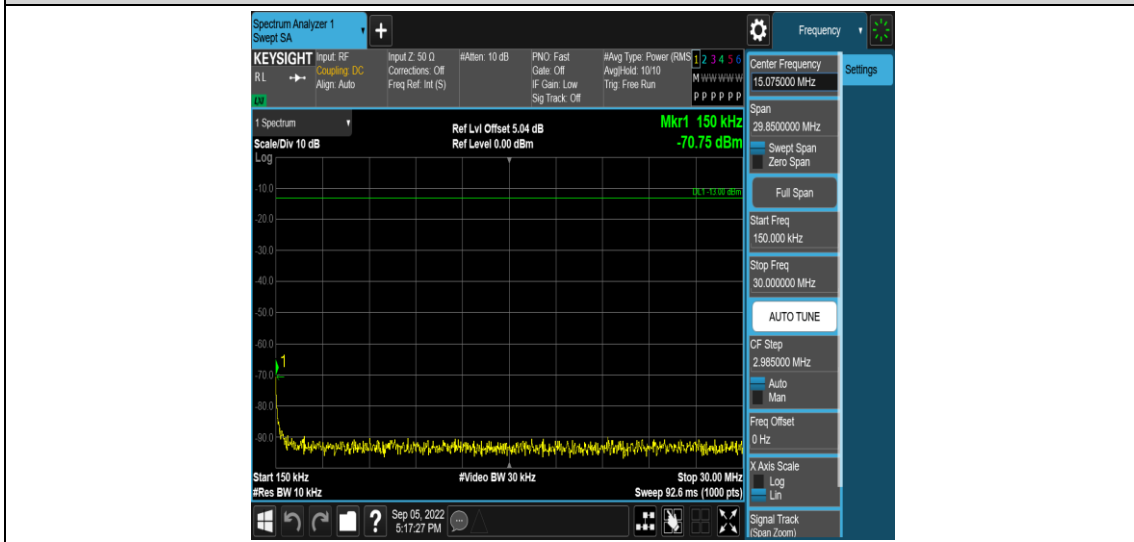 Spectrum Analyzer 1
Swept SA
+
Frequency
KEYSIGHT
RL
LXI
Input: RF
Coupling: DC
Align: Auto
Input Z: 50 Ω
Corrections: Off
Freq Ref: Int (S)
#Atten: 10 dB
PNO: Fast
Gate: Off
IF Gain: Low
Sig Track: Off
#Avg Type: Power (RMS
Avg|Hold: 10/10
Trig: Free Run
1 2 3 4 5 6
M W W W W W
P P P P P P
Center Frequency
15.075000 MHz
Settings
Span
29.8500000 MHz
Swept Span
Zero Span
Full Span
Start Freq
150.000 kHz
Stop Freq
30.000000 MHz
AUTO TUNE
CF Step
2.985000 MHz
Auto
Man
Freq Offset
0 Hz
X Axis Scale
Log
Lin
Signal Track
(Span Zoom)
1 Spectrum
Scale/Div 10 dB
Log
Ref Lvl Offset 5.04 dB
Ref Level 0.00 dBm
Mkr1 150 kHz
-70.75 dBm
DL1 -13.00 dBm
-10.0
-20.0
-30.0
-40.0
-50.0
-60.0
1
-70.0
-80.0
-90.0
Start 150 kHz
#Res BW 10 kHz
#Video BW 30 kHz
Stop 30.00 MHz
Sweep 92.6 ms (1000 pts)
?
Sep 05, 2022
5:17:27 PM